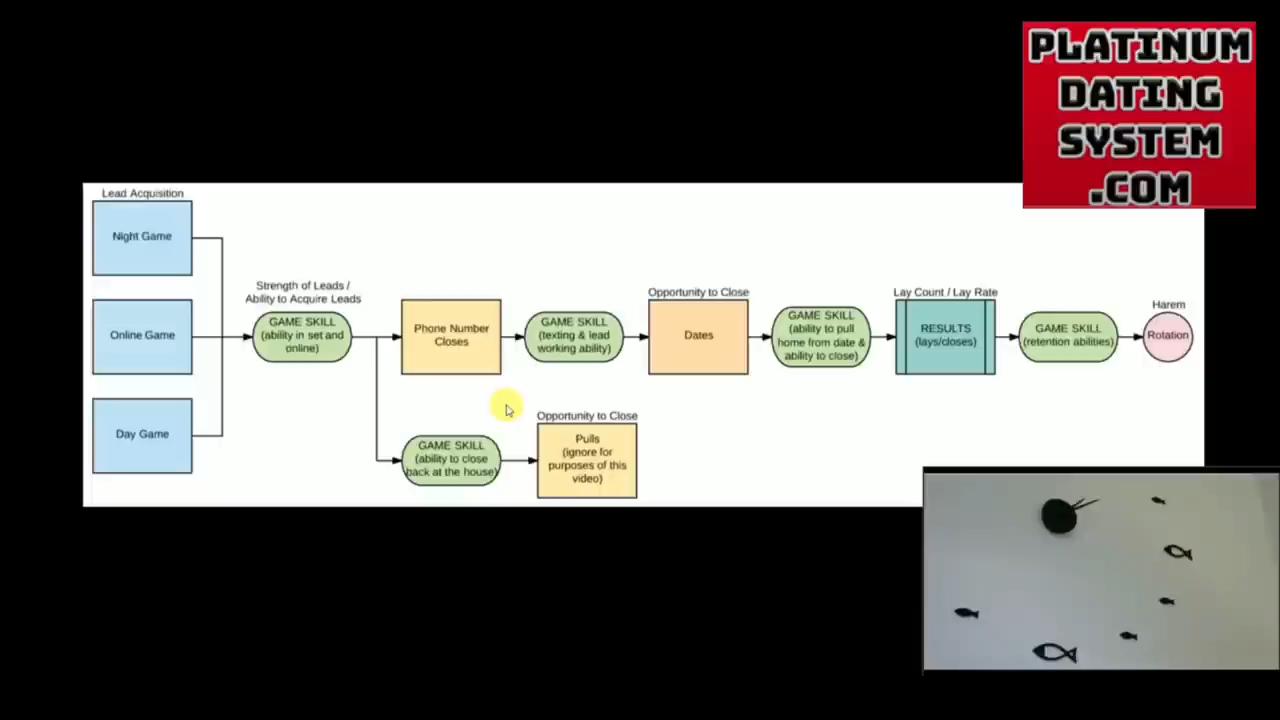 PLATINUM
DATING
SYSTEM
.COM
Lead Acquisition
Night Game
Online Game
Day Game
Strength of Leads /
Ability to Acquire Leads
GAME SKILL
(ability in set and
online)
Phone Number
Closes
GAME SKILL
(texting & lead
working ability)
Opportunity to Close
Dates
GAME SKILL
(ability to pull
home from date &
ability to close)
Lay Count / Lay Rate
RESULTS
(lays/closes)
GAME SKILL
(retention abilities)
Harem
Rotation
GAME SKILL
(ability to close
back at the house)
Opportunity to Close
Pulls
(ignore for
purposes of this
video)